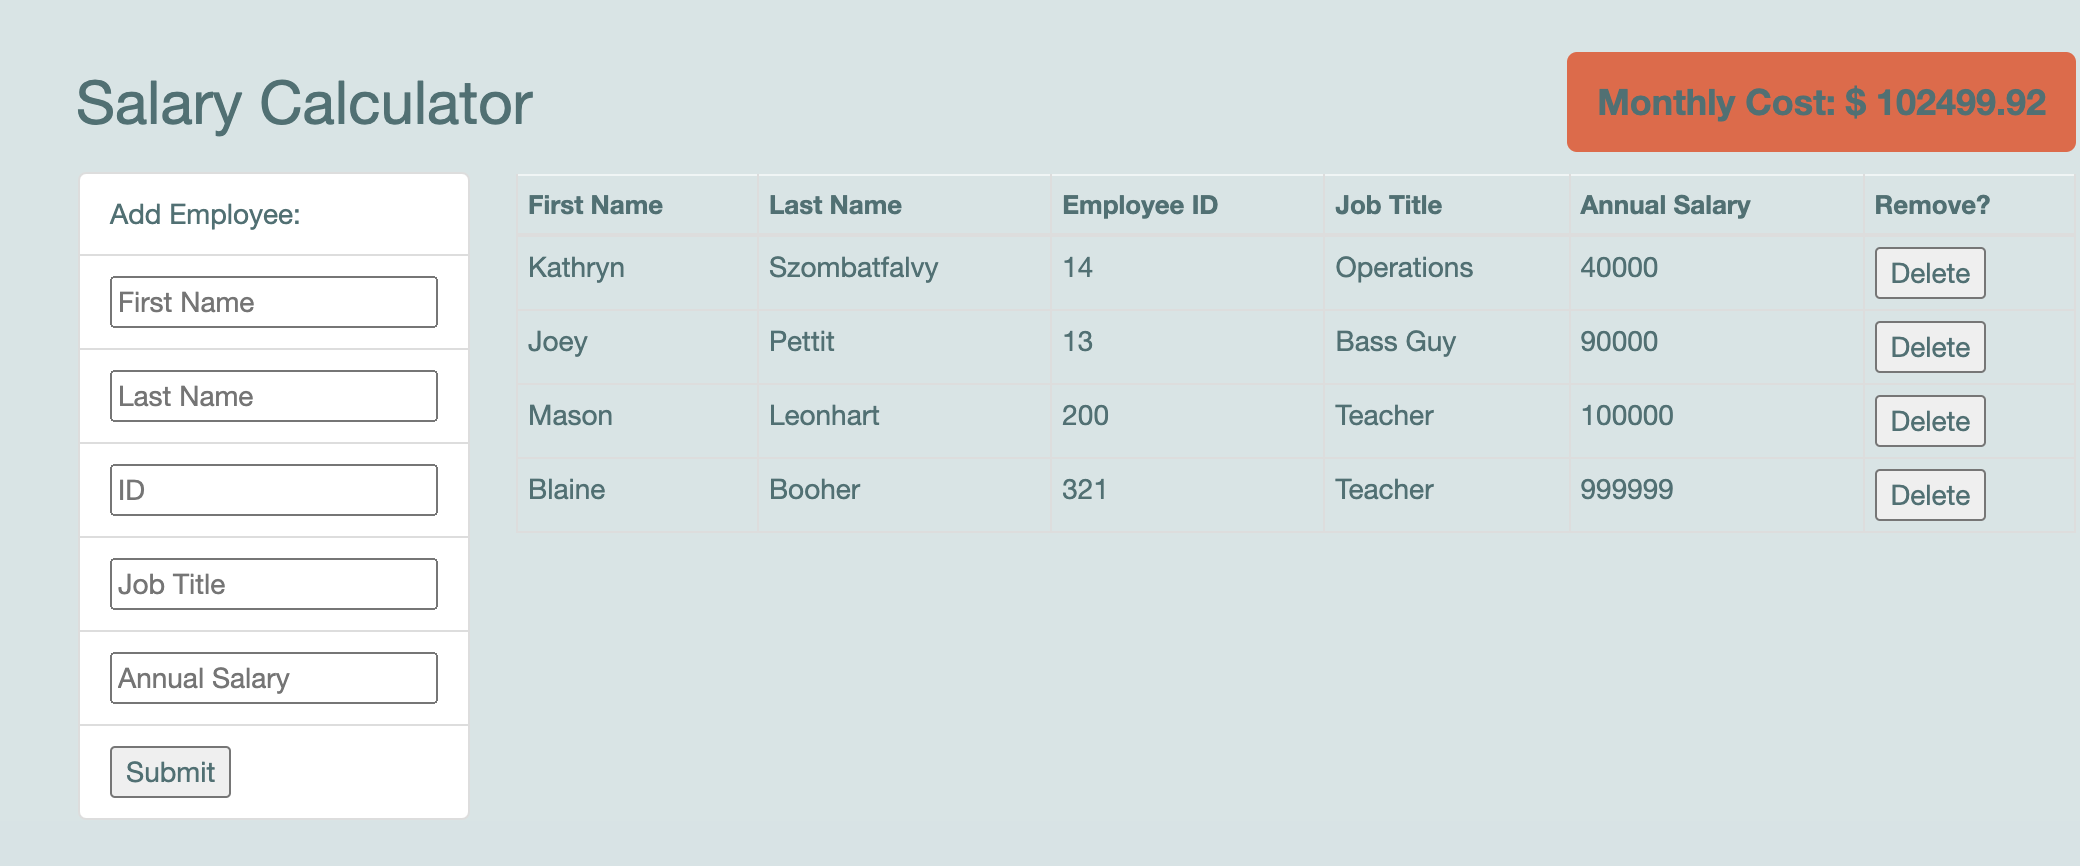 Salary Calculator
Monthly Cost: $ 102499.92
Add Employee:
First Name
Last Name
ID
Job Title
Annual Salary
Submit
First Name Last Name Employee ID Job Title Annual Salary Remove?
Kathryn Szombatfalvy 14 Operations 40000 Delete
Joey Pettit 13 Bass Guy 90000 Delete
Mason Leonhart 200 Teacher 100000 Delete
Blaine Booher 321 Teacher 999999 Delete